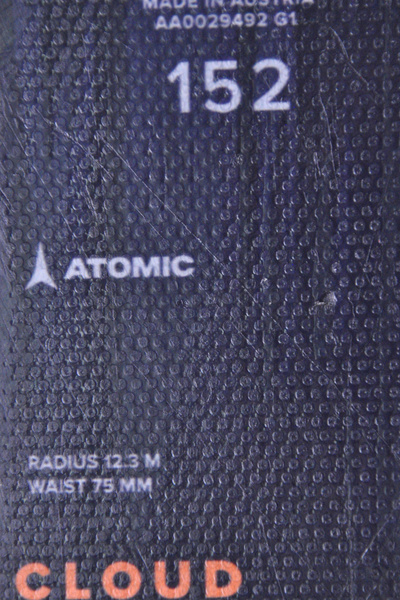 MADE IN AUSTRIA
AA0029492 G1
152
ATOMIC
RADIUS 12.3 M
WAIST 75 MM
CLOUD